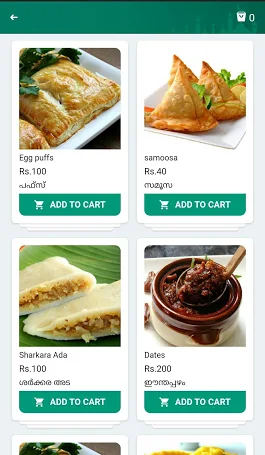 0
Egg puffs
Rs.100
പഫ്സ്
ADD TO CART
samoosa
Rs.40
സമൂസ
ADD TO CART
Sharkara Ada
Rs.100
ശർക്കര അട
ADD TO CART
Dates
Rs.200
ഈന്തപ്പഴം
ADD TO CART